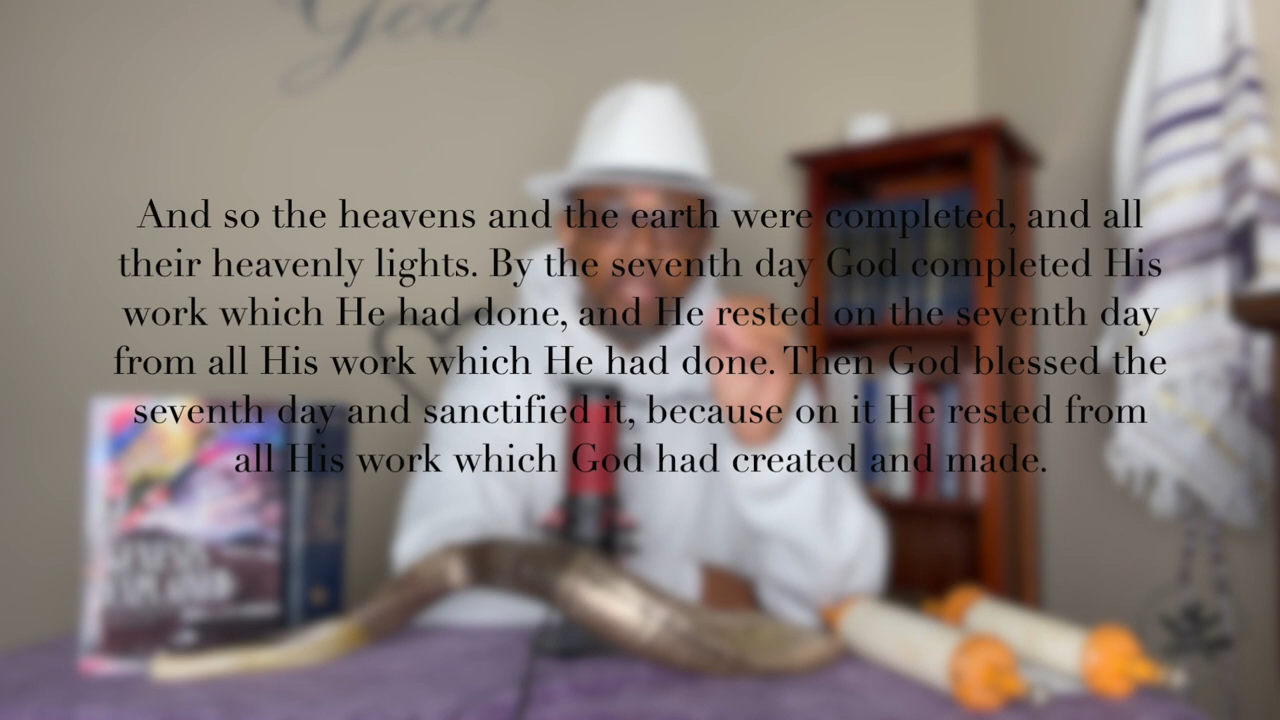 God
And so the heavens and the earth were completed, and all
their heavenly lights. By the seventh day God completed His
work which He had done, and He rested on the seventh day
from all His work which He had done. Then God blessed the
seventh day and sanctified it, because on it He rested from
all His work which God had created and made.